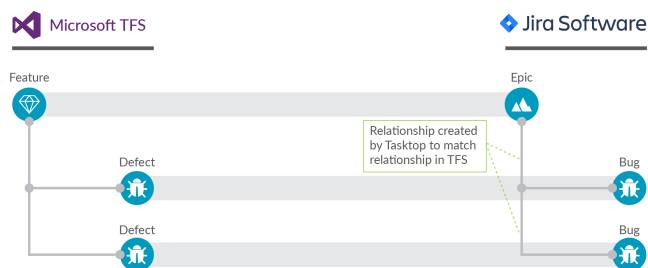 Microsoft TFS
Jira Software
Feature
Epic
Relationship created
by Tasktop to match
relationship in TFS
Defect
Bug
Defect
Bug